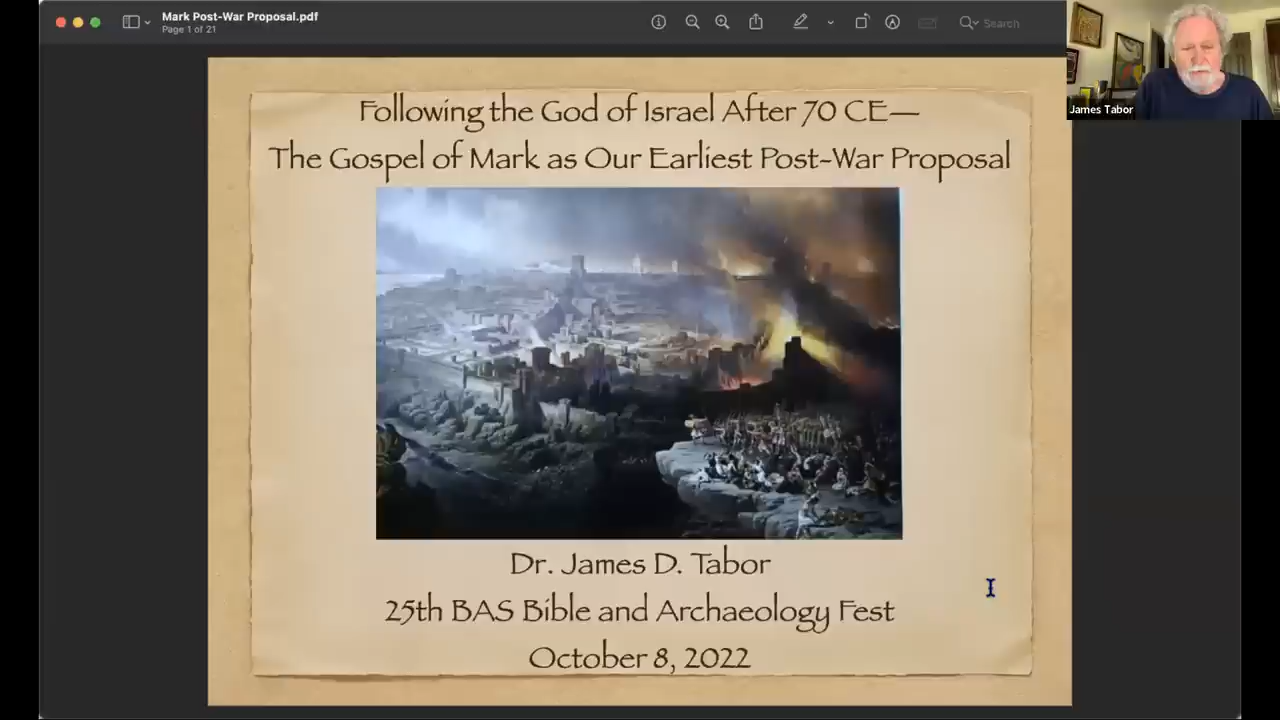 Mark Post-War Proposal.pdf
Page 1 of 21
Search
James Tabor
Following the God of Israel After 70 CE—
The Gospel of Mark as Our Earliest Post-War Proposal
Dr. James D. Tabor
25th BAS Bible and Archaeology Fest
October 8, 2022